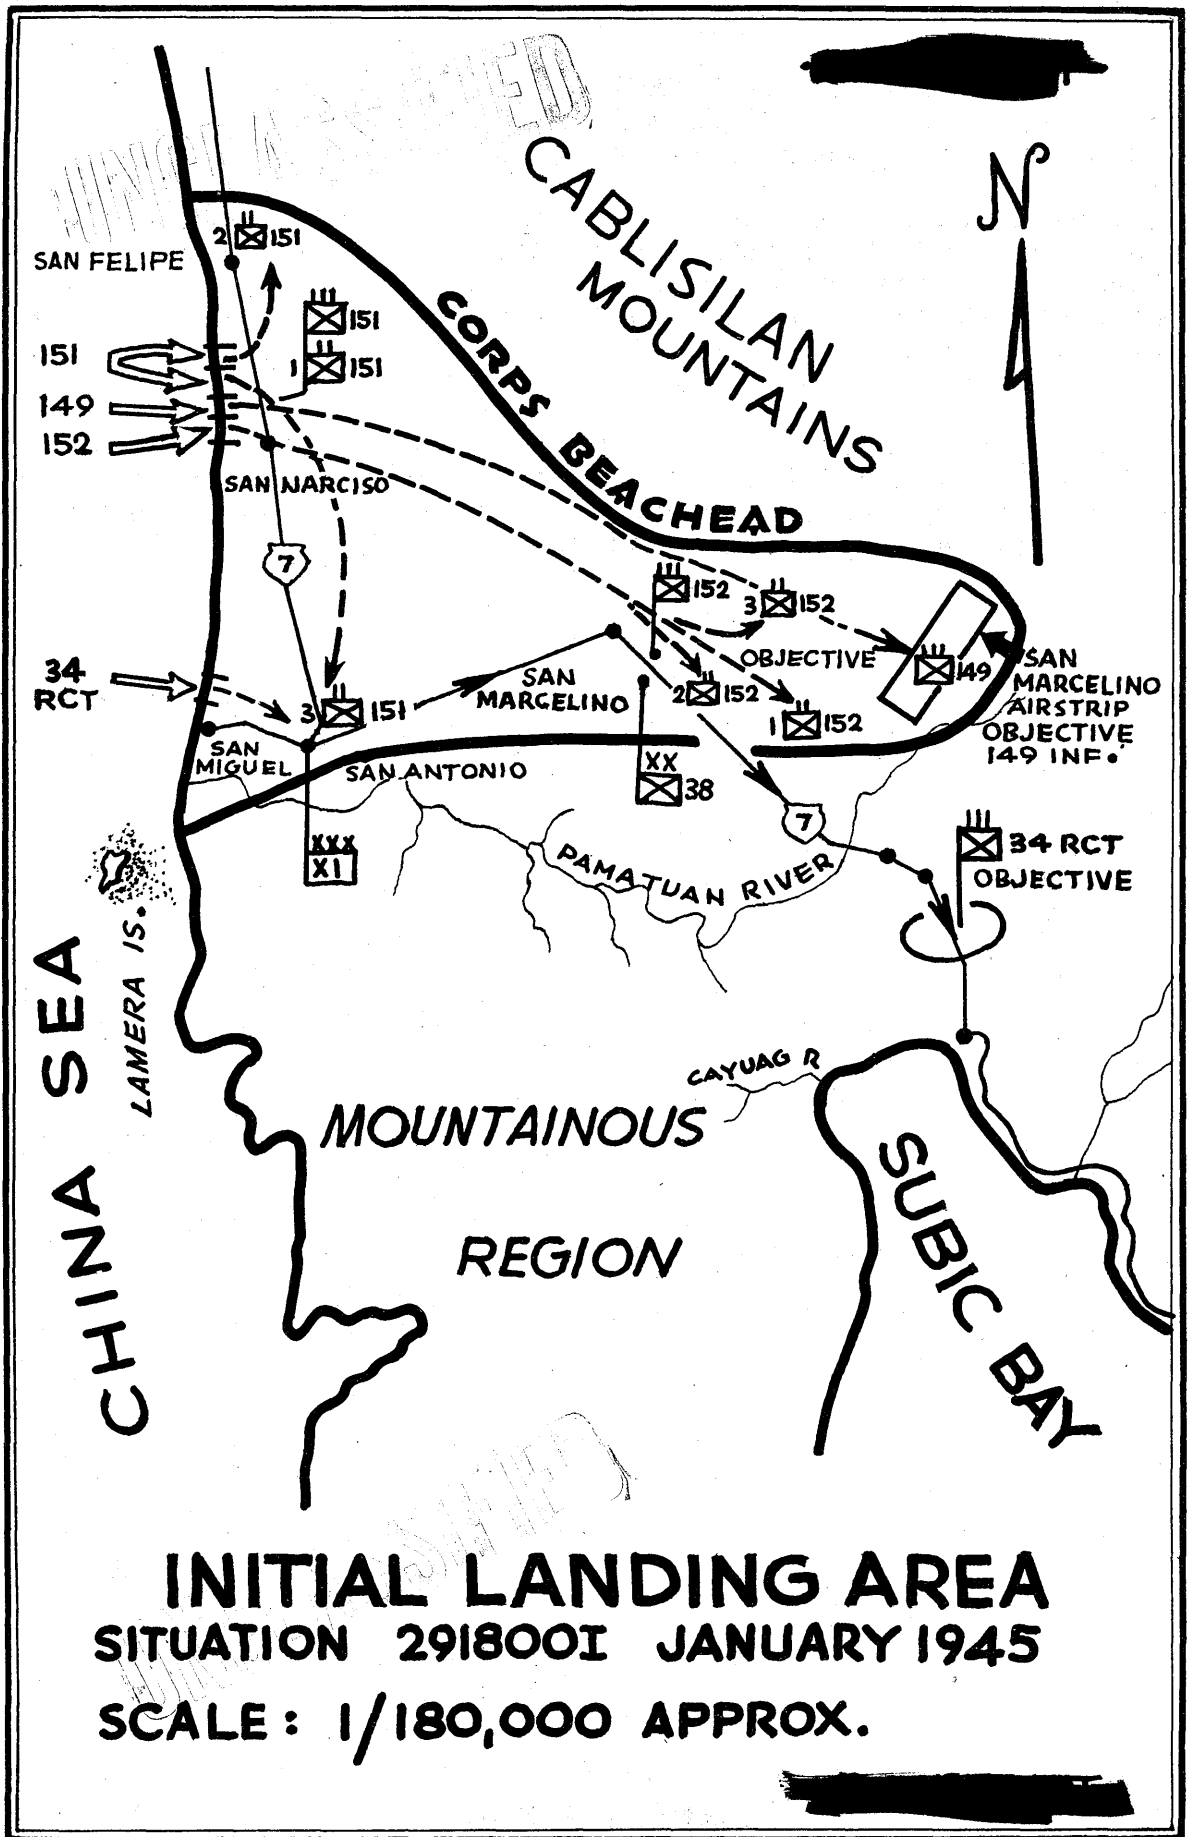 UNCLASSIFIED
N
CABLISILAN
MOUNTAINS
2 151
SAN FELIPE
151
1 151
151
149
152
CORPS BEACHEAD
SAN NARCISO
7
152
3 152
OBJECTIVE
149
34
RCT
3 151
SAN
MARCELINO
2 152
1 152
SAN
MARCELINO
AIRSTRIP
OBJECTIVE
149 INF.
SAN
MIGUEL
SAN ANTONIO
XX
38
XXX
XI
7
34 RCT
OBJECTIVE
PAMATUAN RIVER
LAMERA IS.
CHINA SEA
CAYUAG R
MOUNTAINOUS
REGION
SUBIC BAY
INITIAL LANDING AREA
SITUATION 291800I JANUARY 1945
SCALE: 1/180,000 APPROX.